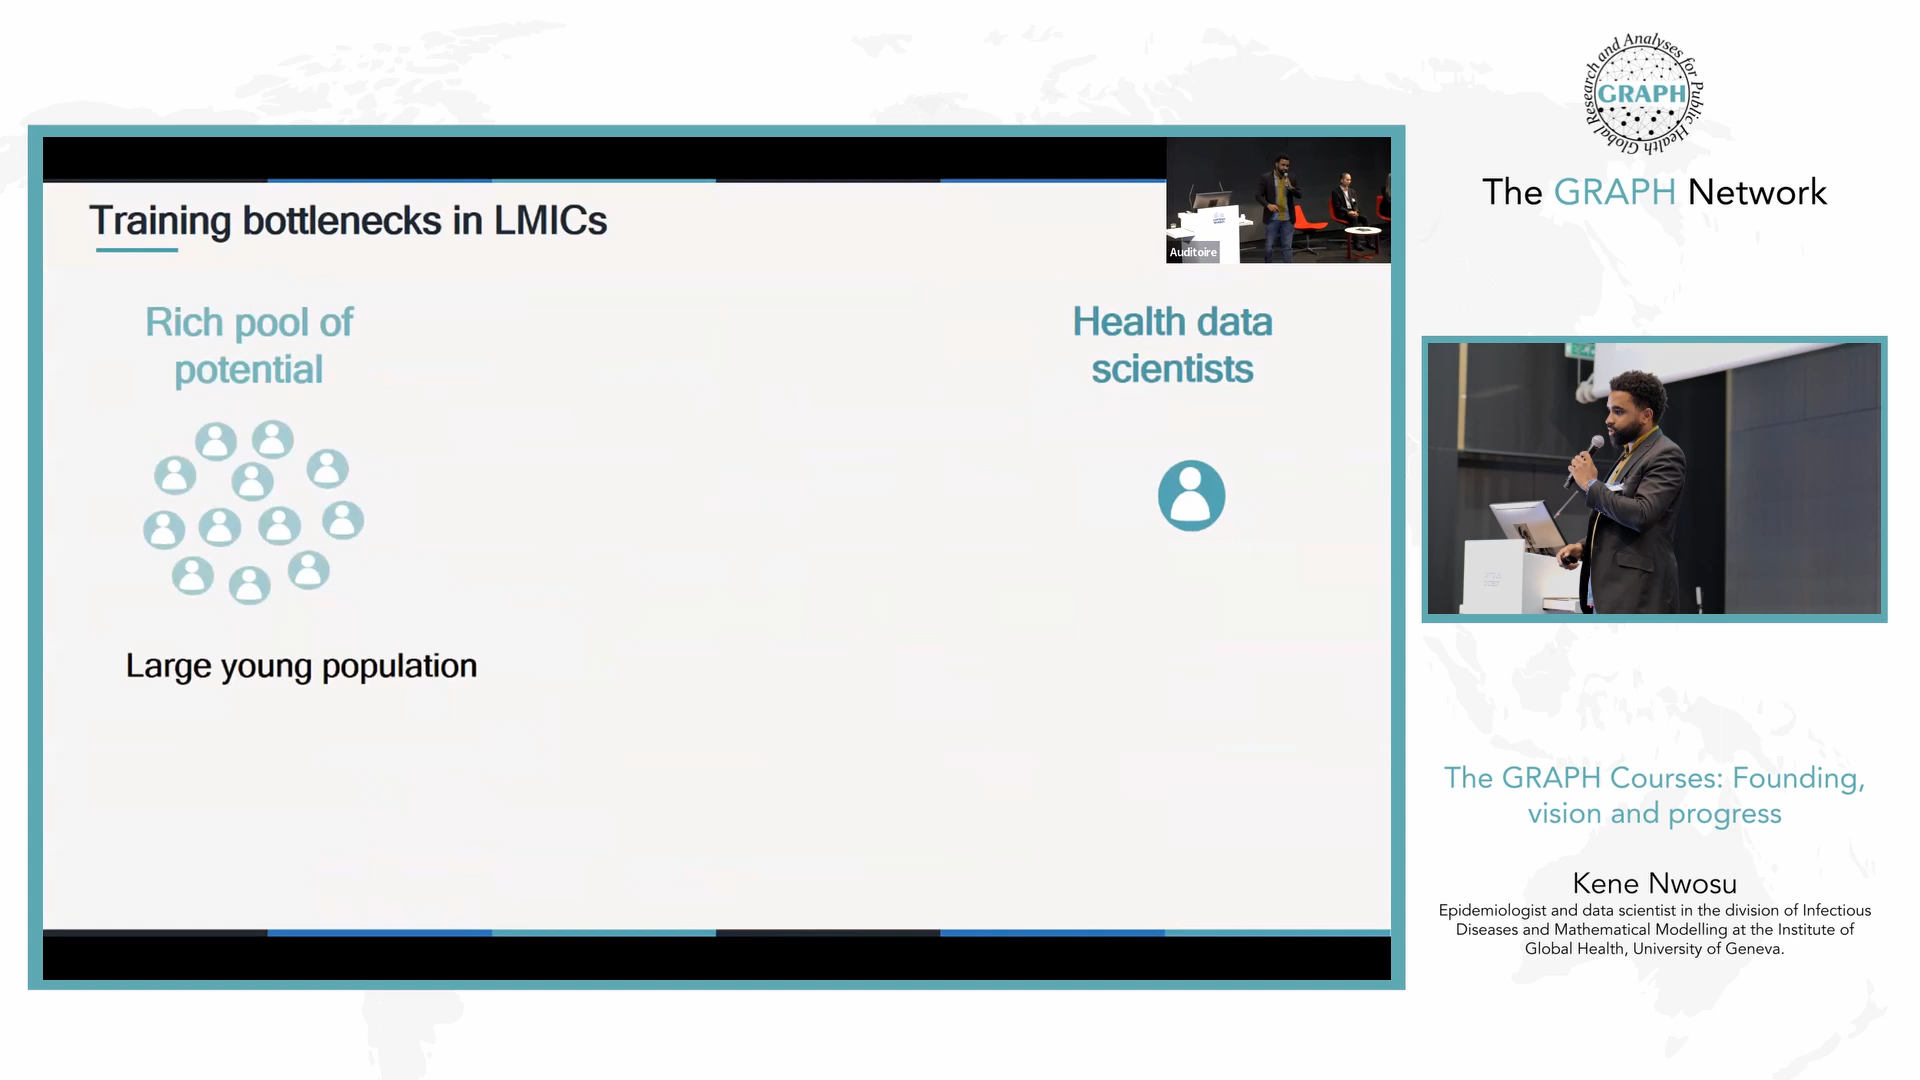 Training bottlenecks in LMICs
Rich pool of
potential
Large young population
Health data
scientists
Auditoire
Global Research and Analyses for Public Health
GRAPH
The GRAPH Network
The GRAPH Courses: Founding,
vision and progress
Kene Nwosu
Epidemiologist and data scientist in the division of Infectious
Diseases and Mathematical Modelling at the Institute of
Global Health, University of Geneva.